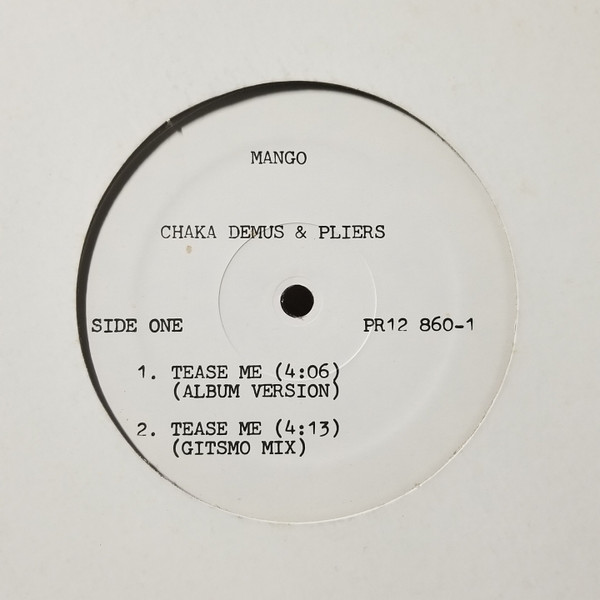 MANGO
CHAKA DEMUS & PLIERS
SIDE ONE PR12 860-1
1. TEASE ME (4:06)
(ALBUM VERSION)
2. TEASE ME (4:13)
(GITSMO MIX)